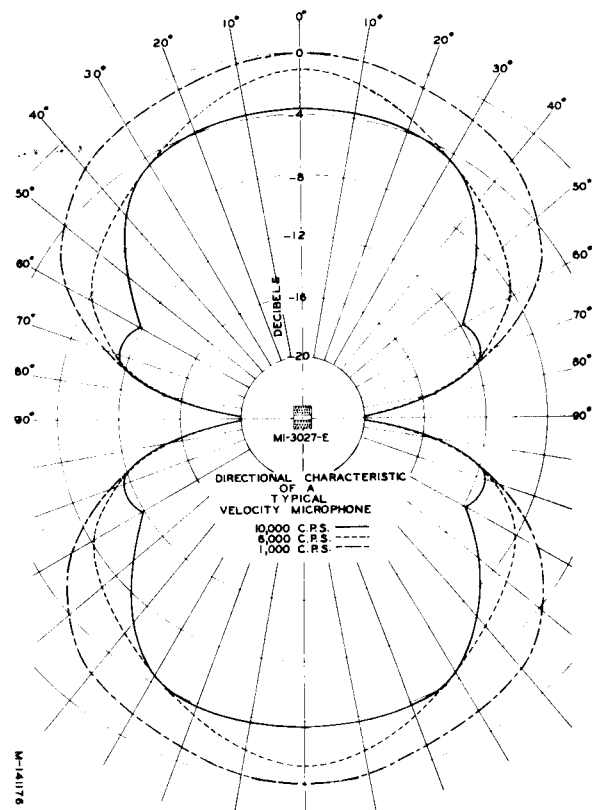 0°
10° 10°
20° 20°
30° 30°
40° 40°
50° 50°
60° 60°
70° 70°
80° 80°
90° 90°
0
-4
-8
-12
-16
-20
DECIBELS
MI-3027-E
DIRECTIONAL CHARACTERISTIC
OF A
TYPICAL
VELOCITY MICROPHONE
10,000 C.P.S.
6,000 C.P.S.
1,000 C.P.S.
M-141176